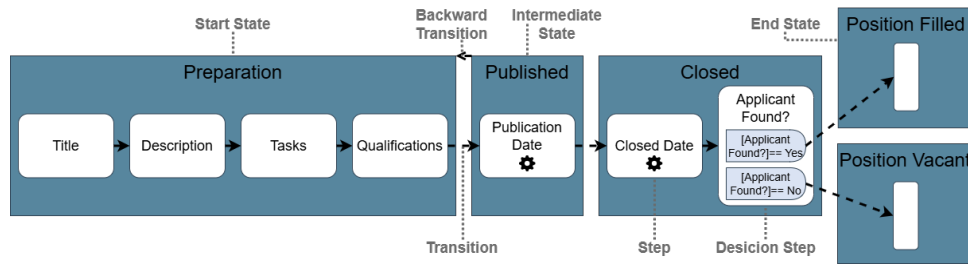 Start State
Backward
Transition
Intermediate
State
End State
Position Filled
Preparation
Published
Closed
Title
Description
Tasks
Qualifications
Publication
Date
Closed Date
Applicant
Found?
[Applicant
Found?]== Yes
[Applicant
Found?]== No
Position Vacant
Transition
Step
Desicion Step